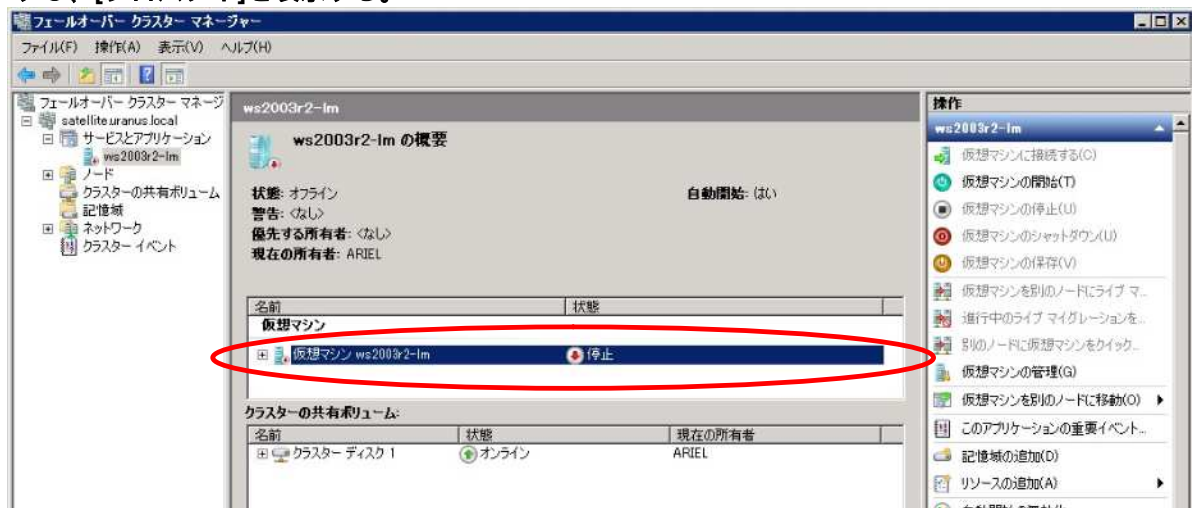 フェールオーバー クラスター マネージャー
ファイル(F) 操作(A) 表示(V) ヘルプ(H)
フェールオーバー クラスター マネージ
satellite.uranus.local
サービスとアプリケーション
ws2003r2-lm
ノード
クラスターの共有ボリューム
記憶域
ネットワーク
クラスター イベント
ws2003r2-lm
ws2003r2-lm の概要
状態: オフライン
自動開始: はい
警告: <なし>
優先する所有者: <なし>
現在の所有者: ARIEL
名前 状態
仮想マシン
仮想マシン ws2003r2-lm 停止
クラスターの共有ボリューム:
名前 状態 現在の所有者
クラスター ディスク 1 オンライン ARIEL
操作
ws2003r2-lm
仮想マシンに接続する(C)
仮想マシンの開始(T)
仮想マシンの停止(U)
仮想マシンのシャットダウン(U)
仮想マシンの保存(V)
仮想マシンを別のノードにライブ マ...
進行中のライブ マイグレーションを...
別のノードに仮想マシンをクイック...
仮想マシンの管理(G)
仮想マシンを別のノードに移動(O)
このアプリケーションの重要イベント...
記憶域の追加(D)
リソースの追加(A)